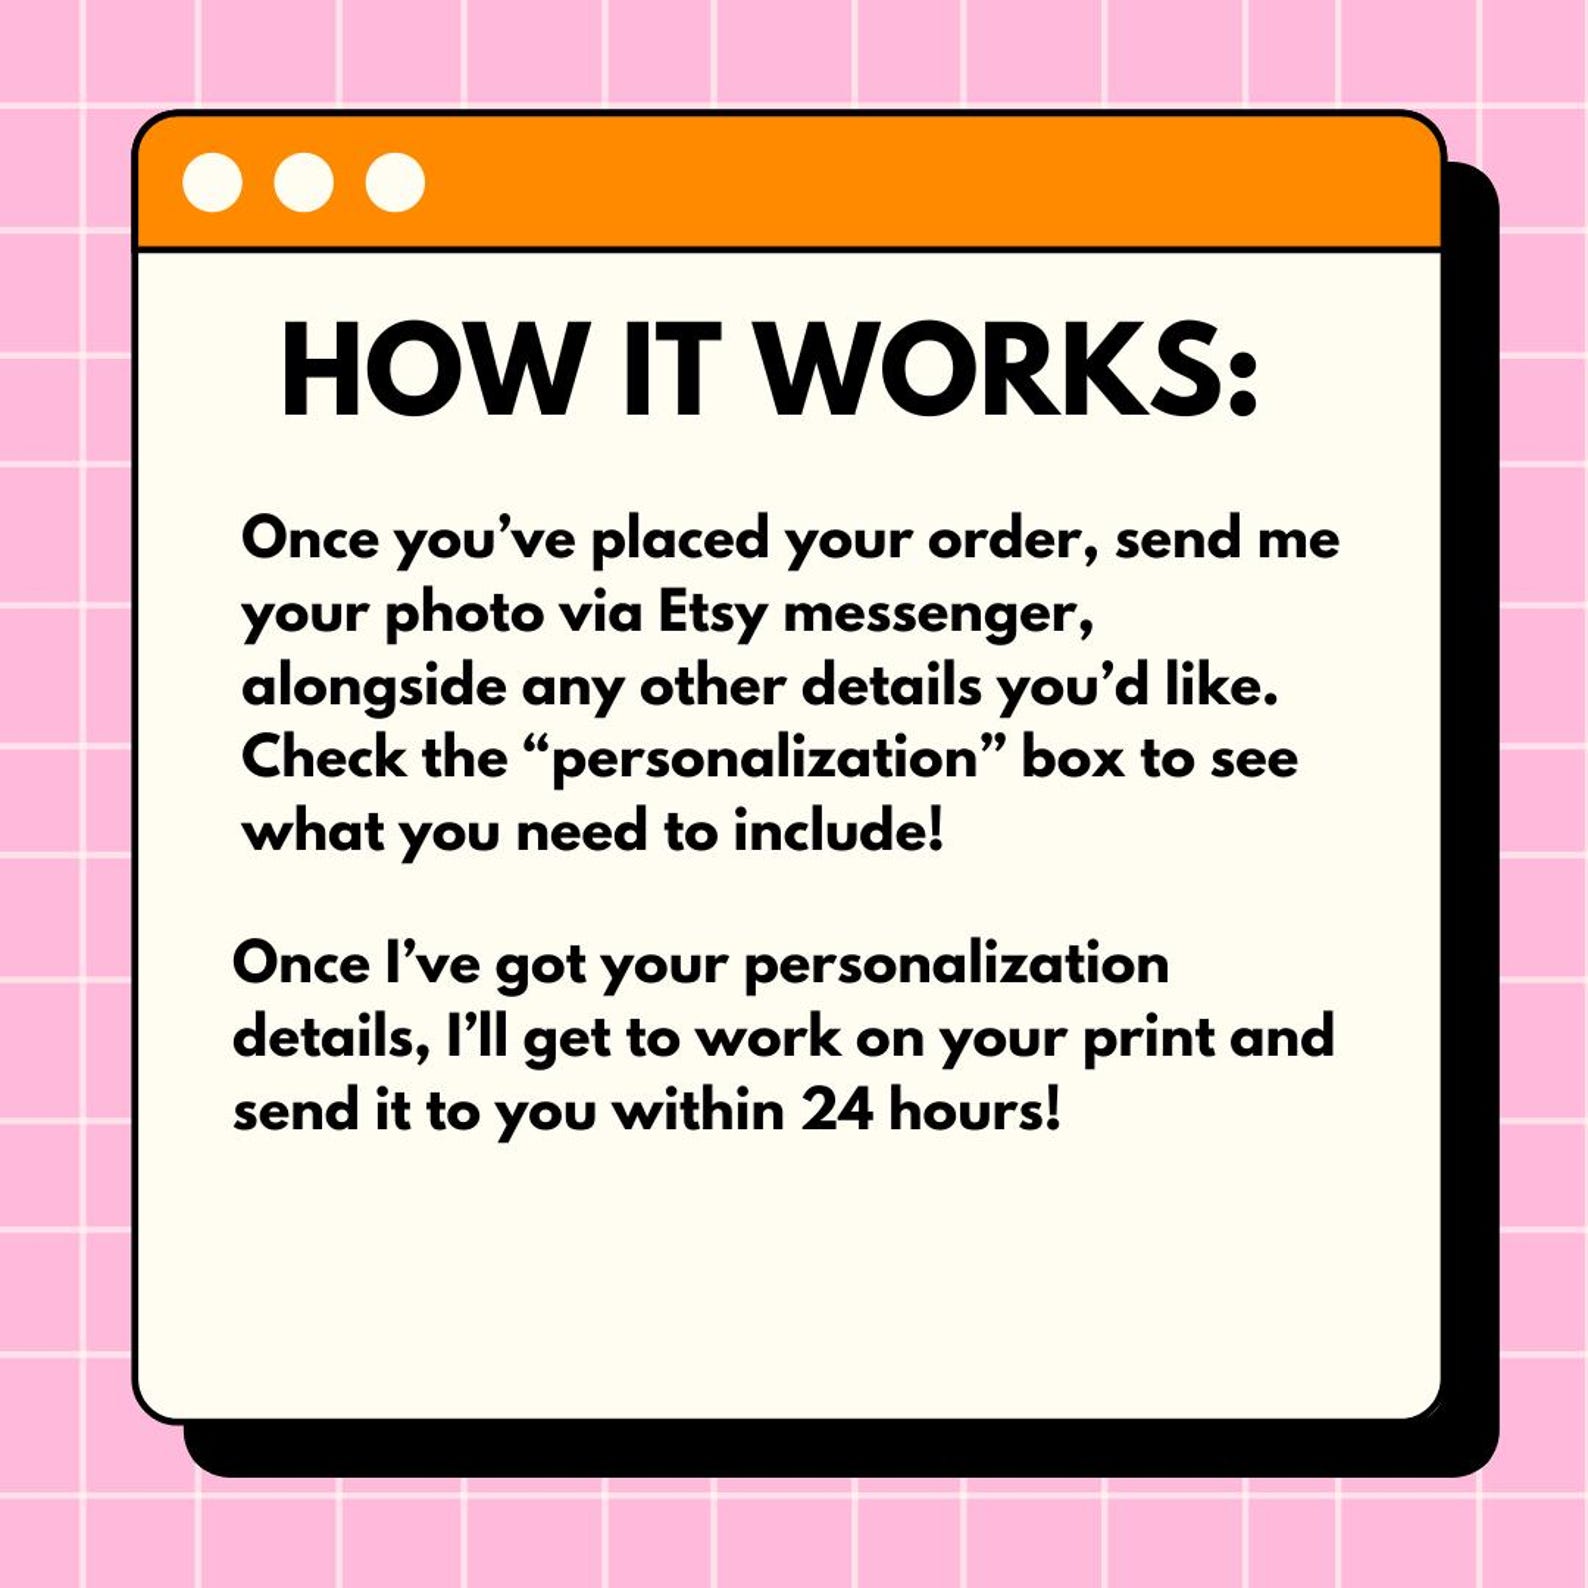 HOW IT WORKS:
Once you’ve placed your order, send me
your photo via Etsy messenger,
alongside any other details you’d like.
Check the “personalization” box to see
what you need to include!
Once I’ve got your personalization
details, I’ll get to work on your print and
send it to you within 24 hours!